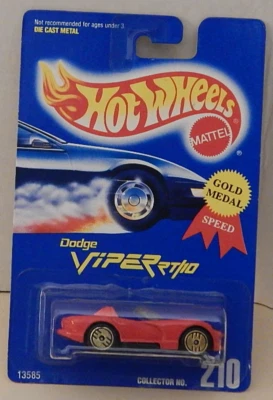 Not recommended for ages under 3.
DIE CAST METAL
HOT WHEELS
MATTEL
GOLD
MEDAL
SPEED
Dodge
VIPER RT/10
13585
COLLECTOR NO. 210